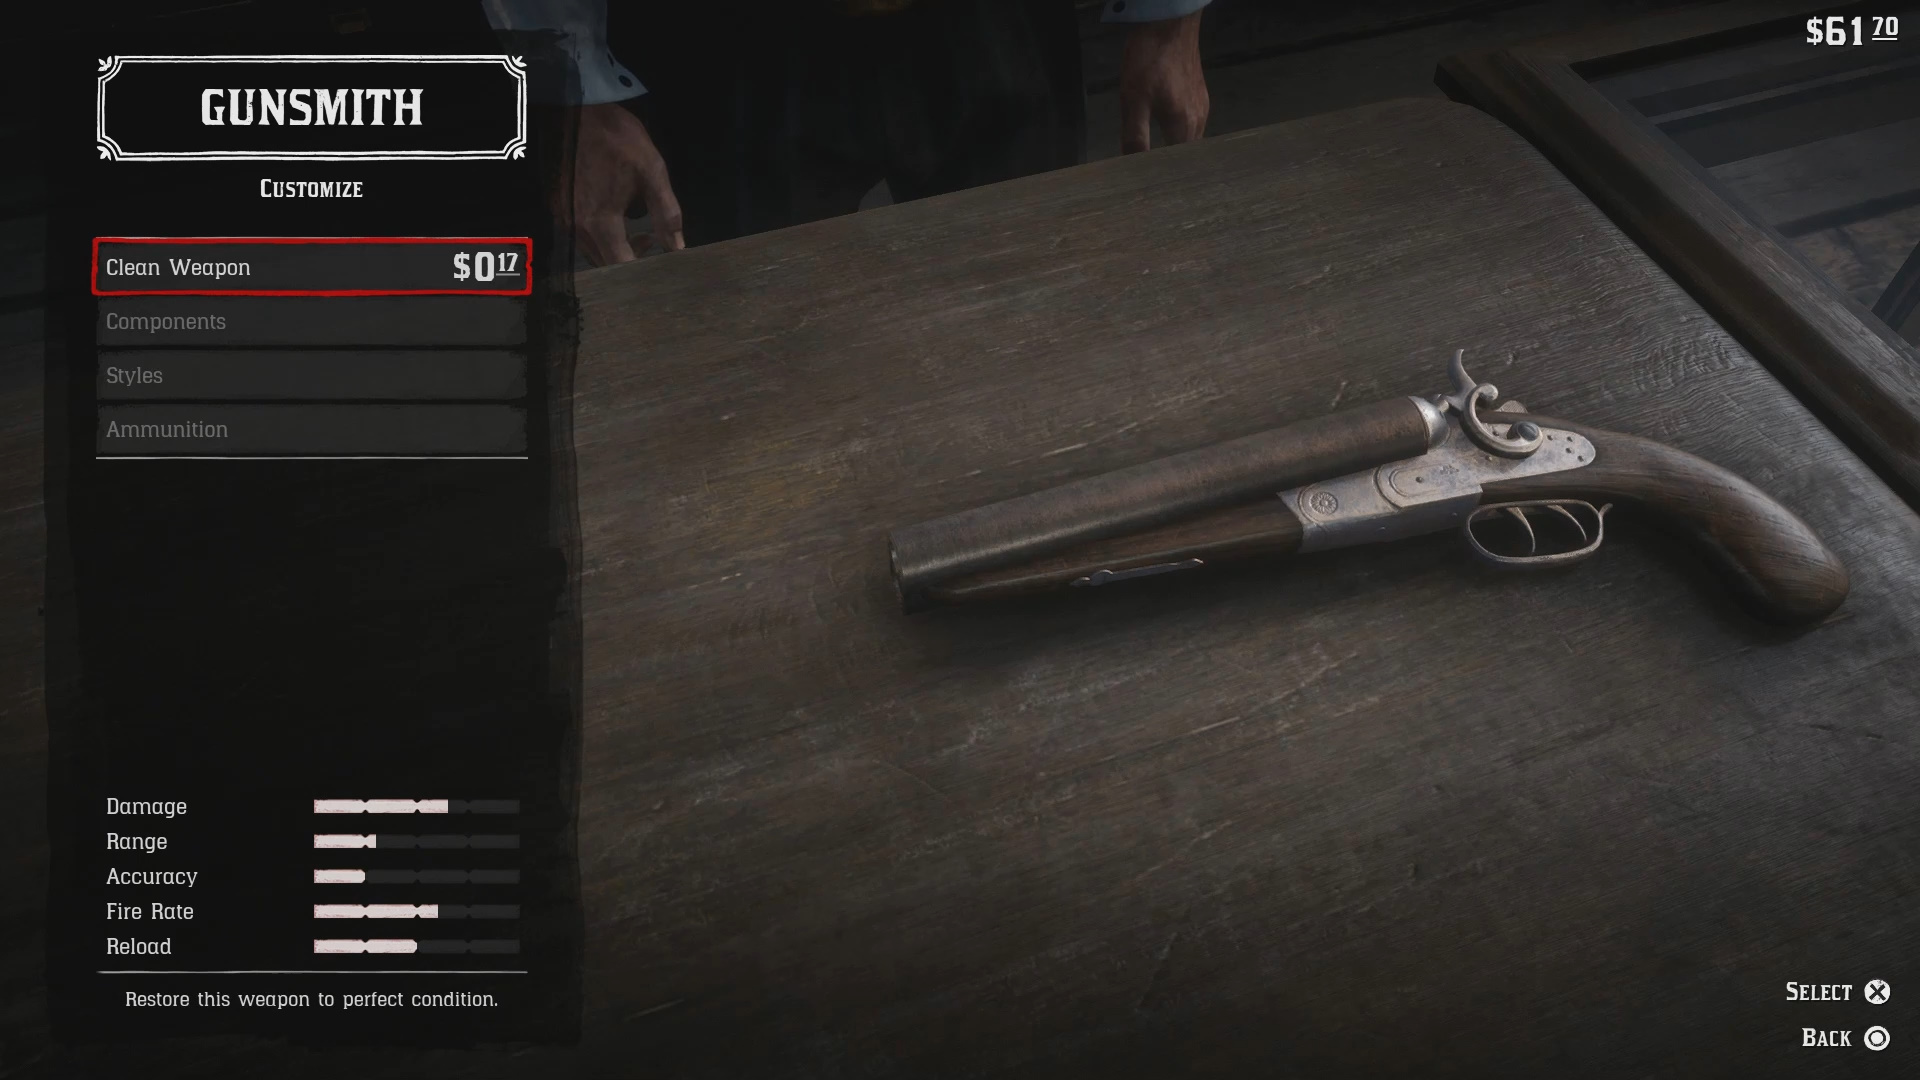 $61 70
GUNSMITH
CUSTOMIZE
Clean Weapon $0 17
Components
Styles
Ammunition
Damage
Range
Accuracy
Fire Rate
Reload
Restore this weapon to perfect condition.
SELECT
BACK